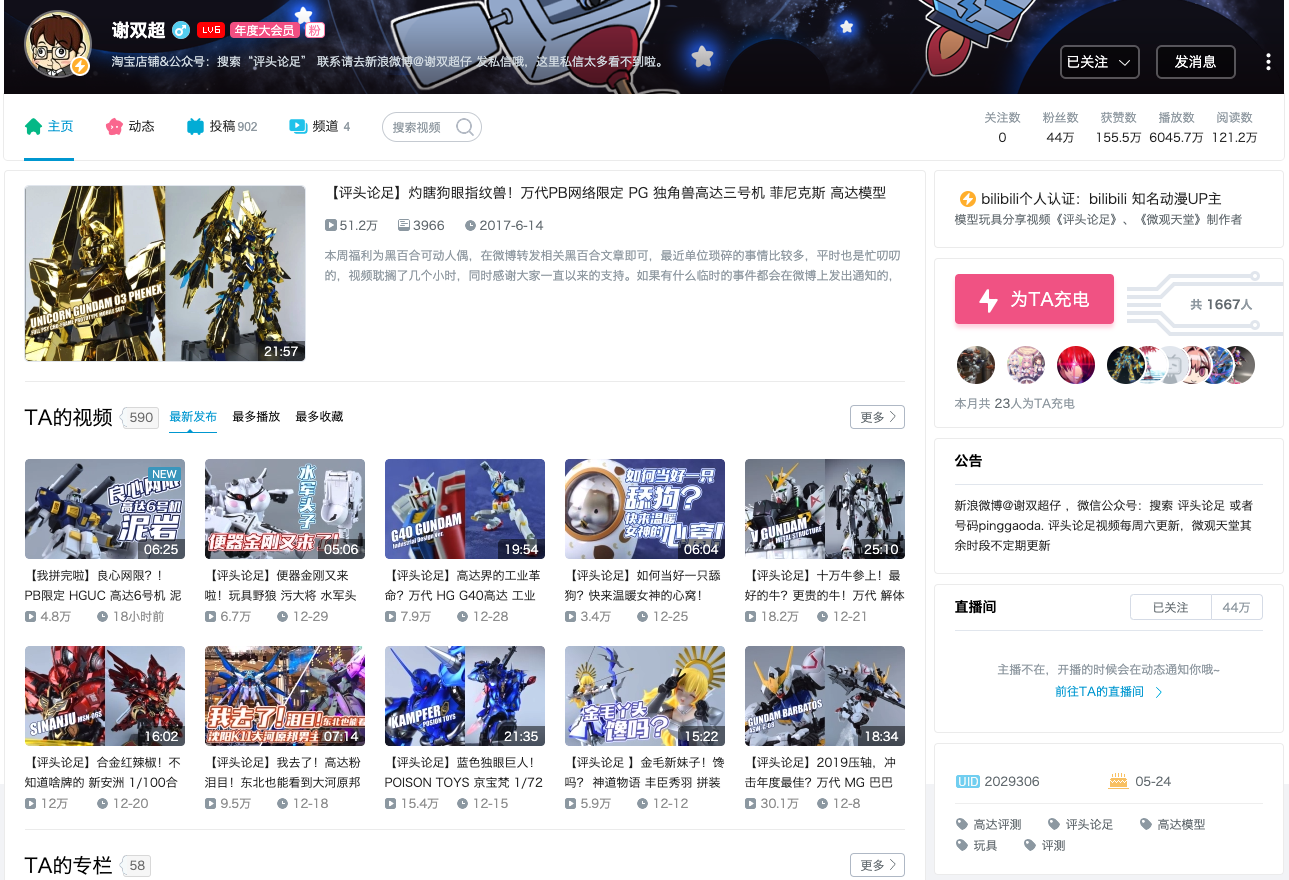 谢双超 LV6 年度大会员 粉
淘宝店铺&公众号：搜索“评头论足” 联系请去新浪微博@谢双超仔 发私信哦，这里私信太多看不到啦。
已关注 发消息
主页 动态 投稿 902 频道 4 搜索视频
关注数 粉丝数 获赞数 播放数 阅读数
0 44万 155.5万 6045.7万 121.2万
UNICORN GUNDAM 03 PHENEX
21:57
【评头论足】灼瞎狗眼指纹兽！万代PB网络限定 PG 独角兽高达三号机 菲尼克斯 高达模型
51.2万 3966 2017-6-14
本周福利为黑百合可动人偶，在微博转发相关黑百合文章即可，最近单位琐碎的事情比较多，平时也是忙叨叨
的，视频耽搁了几个小时，同时感谢大家一直以来的支持。如果有什么临时的事件都会在微博上发出通知的，
TA的视频 590 最新发布 最多播放 最多收藏 更多
NEW
良心网限
高达6号机
泥岩
06:25
水军头子
便器金刚又来了!
05:06
G40 GUNDAM
Industrial Design Ver.
19:54
如何当好一只
舔狗?
快来温暖
女神的心窝!
06:04
V GUNDAM
METAL STRUCTURE
25:10
【我拼完啦】良心网限？！
PB限定 HGUC 高达6号机 泥
4.8万 18小时前
【评头论足】便器金刚又来
啦！玩具野狼 污大将 水军头
6.7万 12-29
【评头论足】高达界的工业革
命？万代 HG G40高达 工业
7.9万 12-28
【评头论足】如何当好一只舔
狗？快来温暖女神的心窝！
3.4万 12-25
【评头论足】十万牛参上！最
好的牛？更贵的牛！万代 解体
18.2万 12-21
SINANJU MSN-06S
16:02
我去了!泪目!东北也能看
沈阳K11大河原邦男主
07:14
KAMPFER
POSION TOYS
21:35
金毛丫头
馋吗?
15:22
GUNDAM BARBATOS
18:34
【评头论足】合金红辣椒！不
知道啥牌的 新安洲 1/100合
12万 12-20
【评头论足】我去了！高达粉
泪目！东北也能看到大河原邦
9.5万 12-18
【评头论足】蓝色独眼巨人！
POISON TOYS 京宝梵 1/72
15.4万 12-15
【评头论足 】金毛新妹子！馋
吗？ 神道物语 丰臣秀羽 拼装
5.9万 12-12
【评头论足】2019压轴，冲
击年度最佳？万代 MG 巴巴
30.1万 12-8
TA的专栏 58 更多
bilibili个人认证：bilibili 知名动漫UP主
模型玩具分享视频《评头论足》、《微观天堂》制作者
为TA充电 共 1667人
本月共 23人为TA充电
公告
新浪微博@谢双超仔 ，微信公众号：搜索 评头论足 或者
号码pinggaoda. 评头论足视频每周六更新，微观天堂其
余时段不定期更新
直播间 已关注 44万
主播不在，开播的时候会在动态通知你哦~
前往TA的直播间
UID 2029306 05-24
高达评测 评头论足 高达模型
玩具 评测